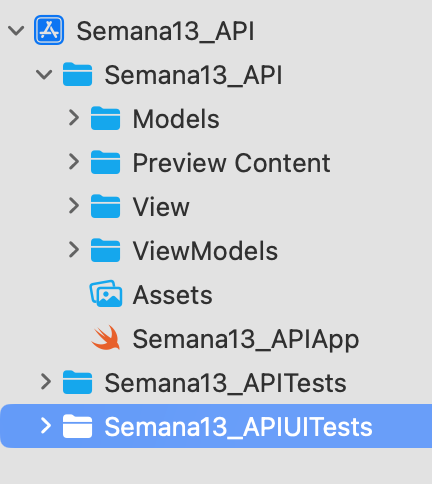 Semana13_API
Semana13_API
Models
Preview Content
View
ViewModels
Assets
Semana13_APIApp
Semana13_APITests
Semana13_APIUITests